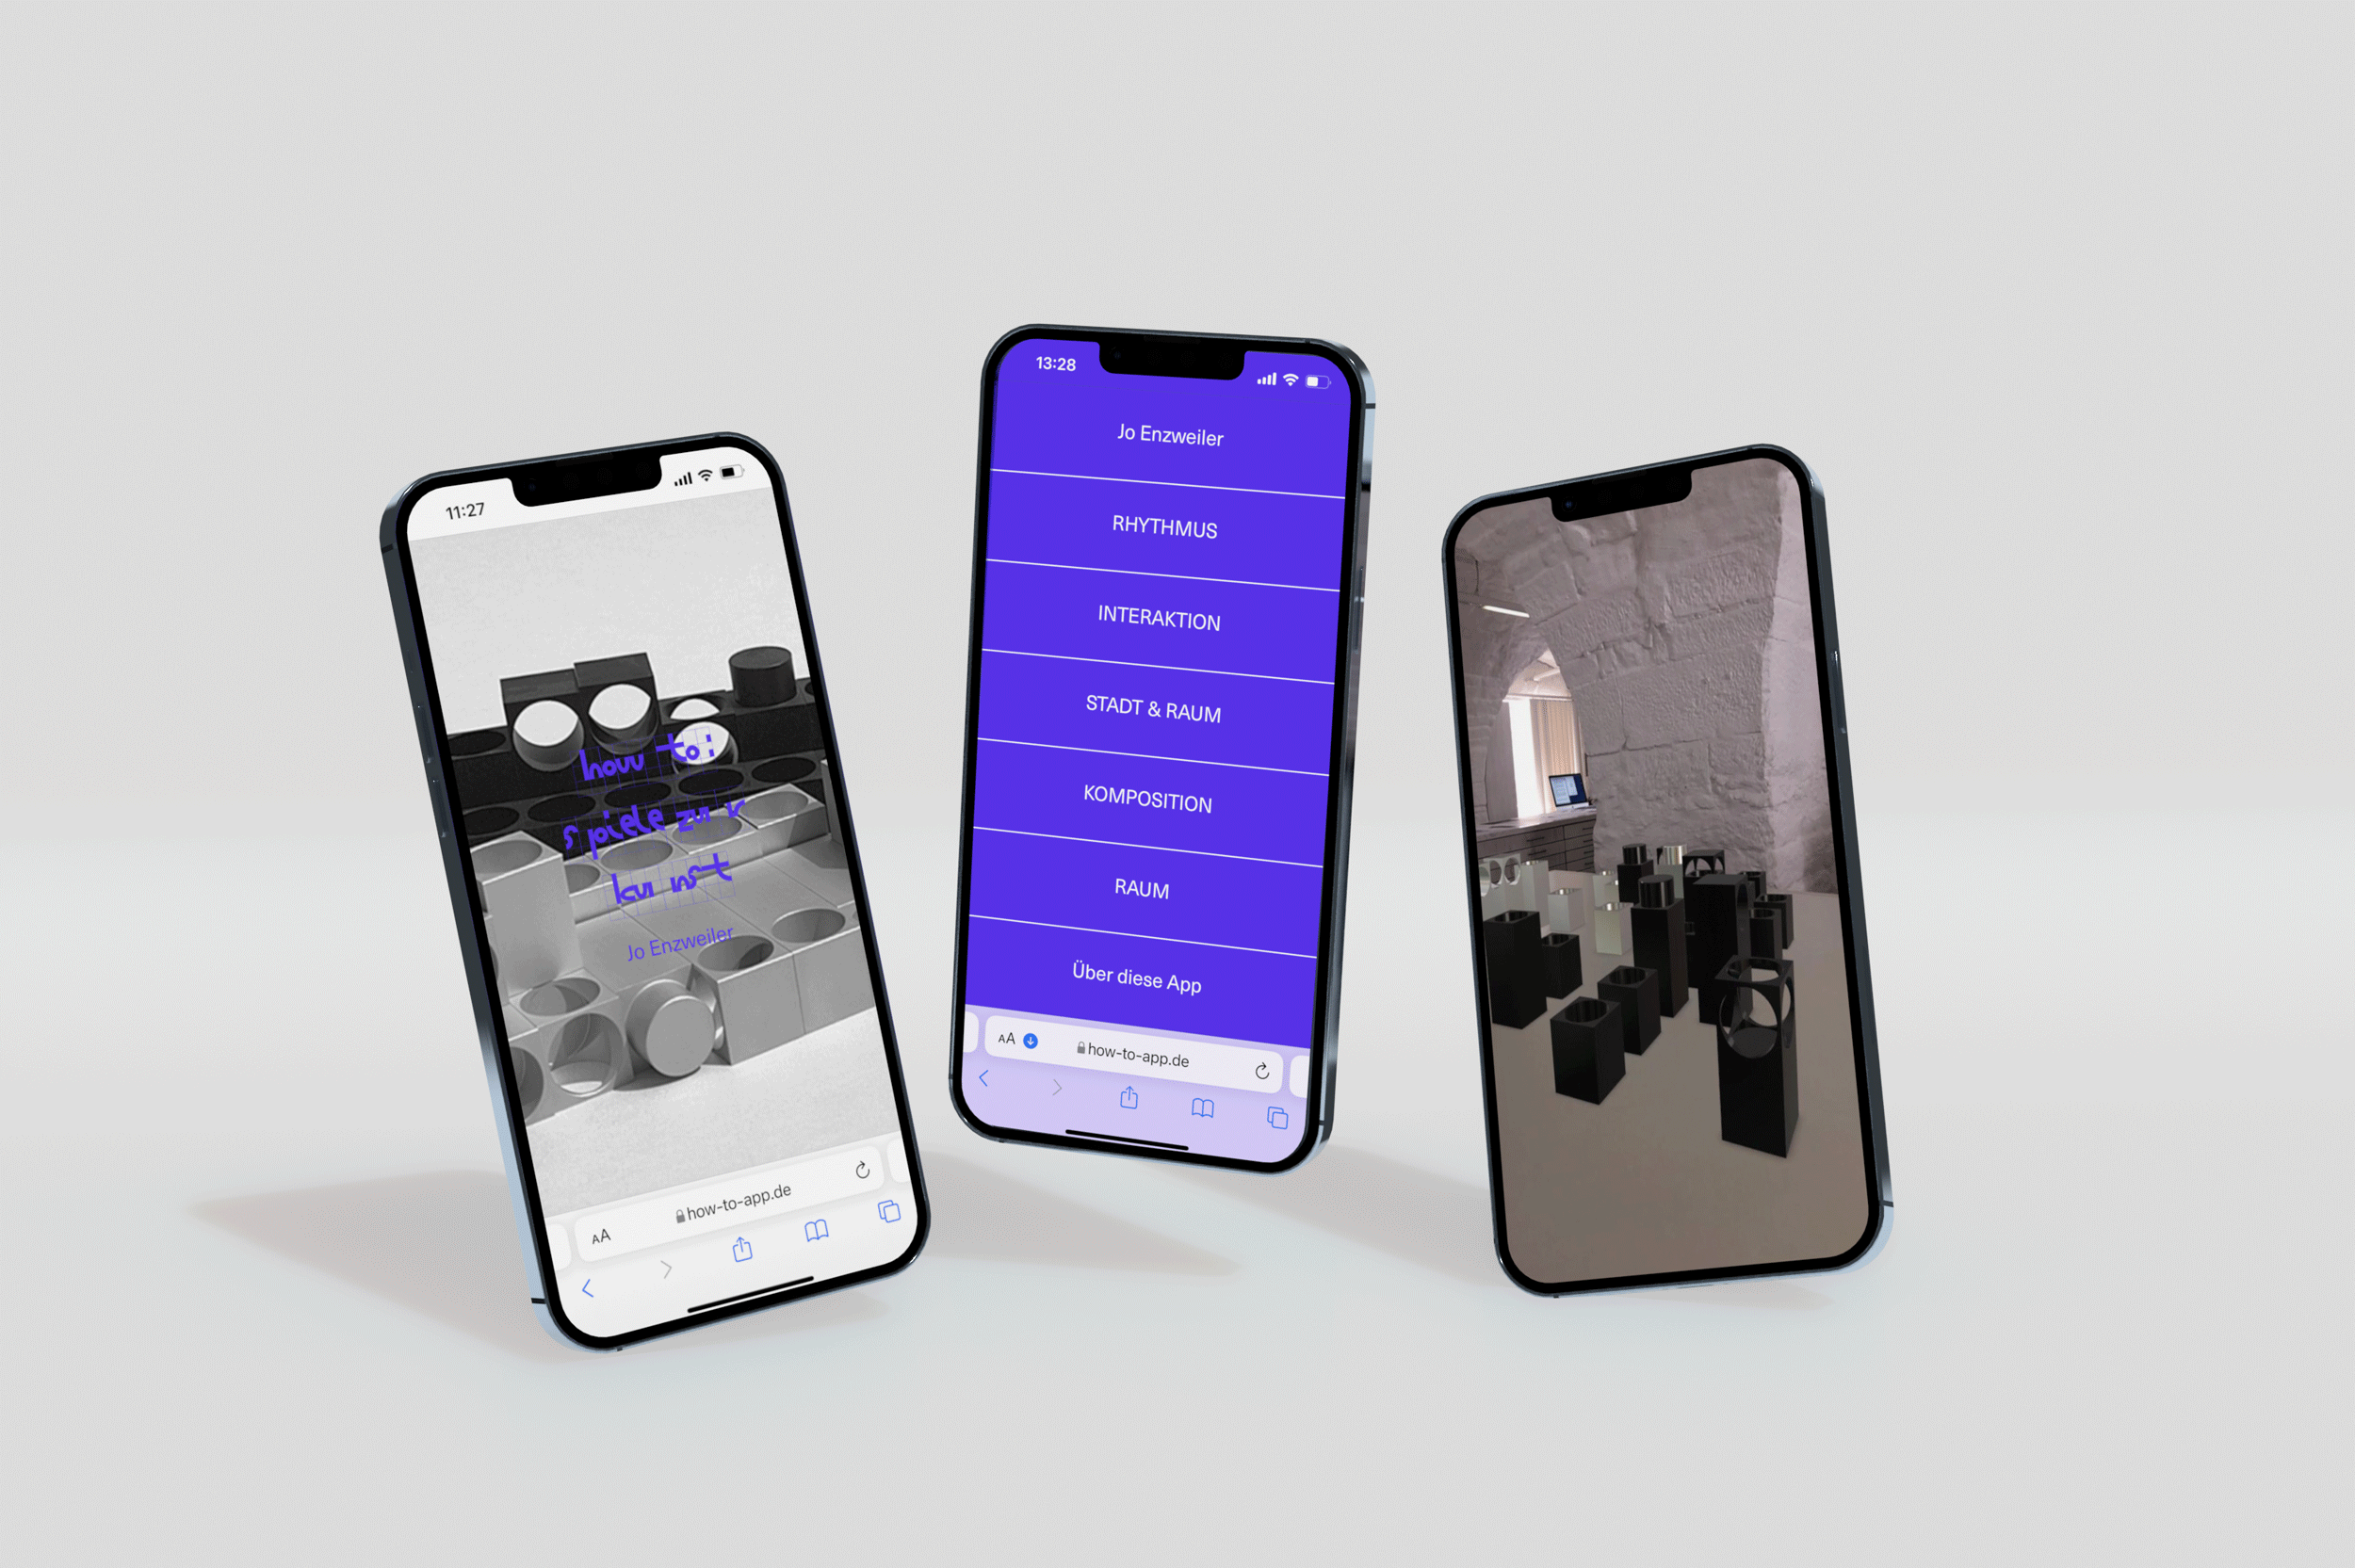 11:27
how to:
spiele zur
kunst
Jo Enzweiler
AA how-to-app.de
13:28
Jo Enzweiler
RHYTHMUS
INTERAKTION
STADT & RAUM
KOMPOSITION
RAUM
Über diese App
AA how-to-app.de